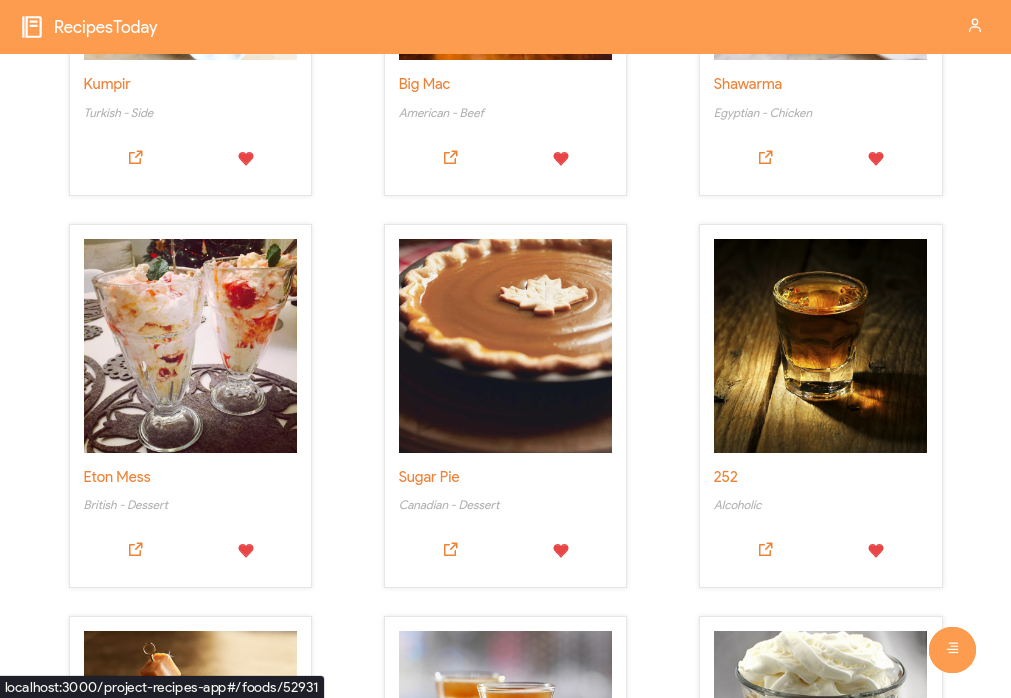 RecipesToday
Kumpir
Turkish - Side
Big Mac
American - Beef
Shawarma
Egyptian - Chicken
Eton Mess
British - Dessert
Sugar Pie
Canadian - Dessert
252
Alcoholic
localhost:3000/project-recipes-app#/foods/52931